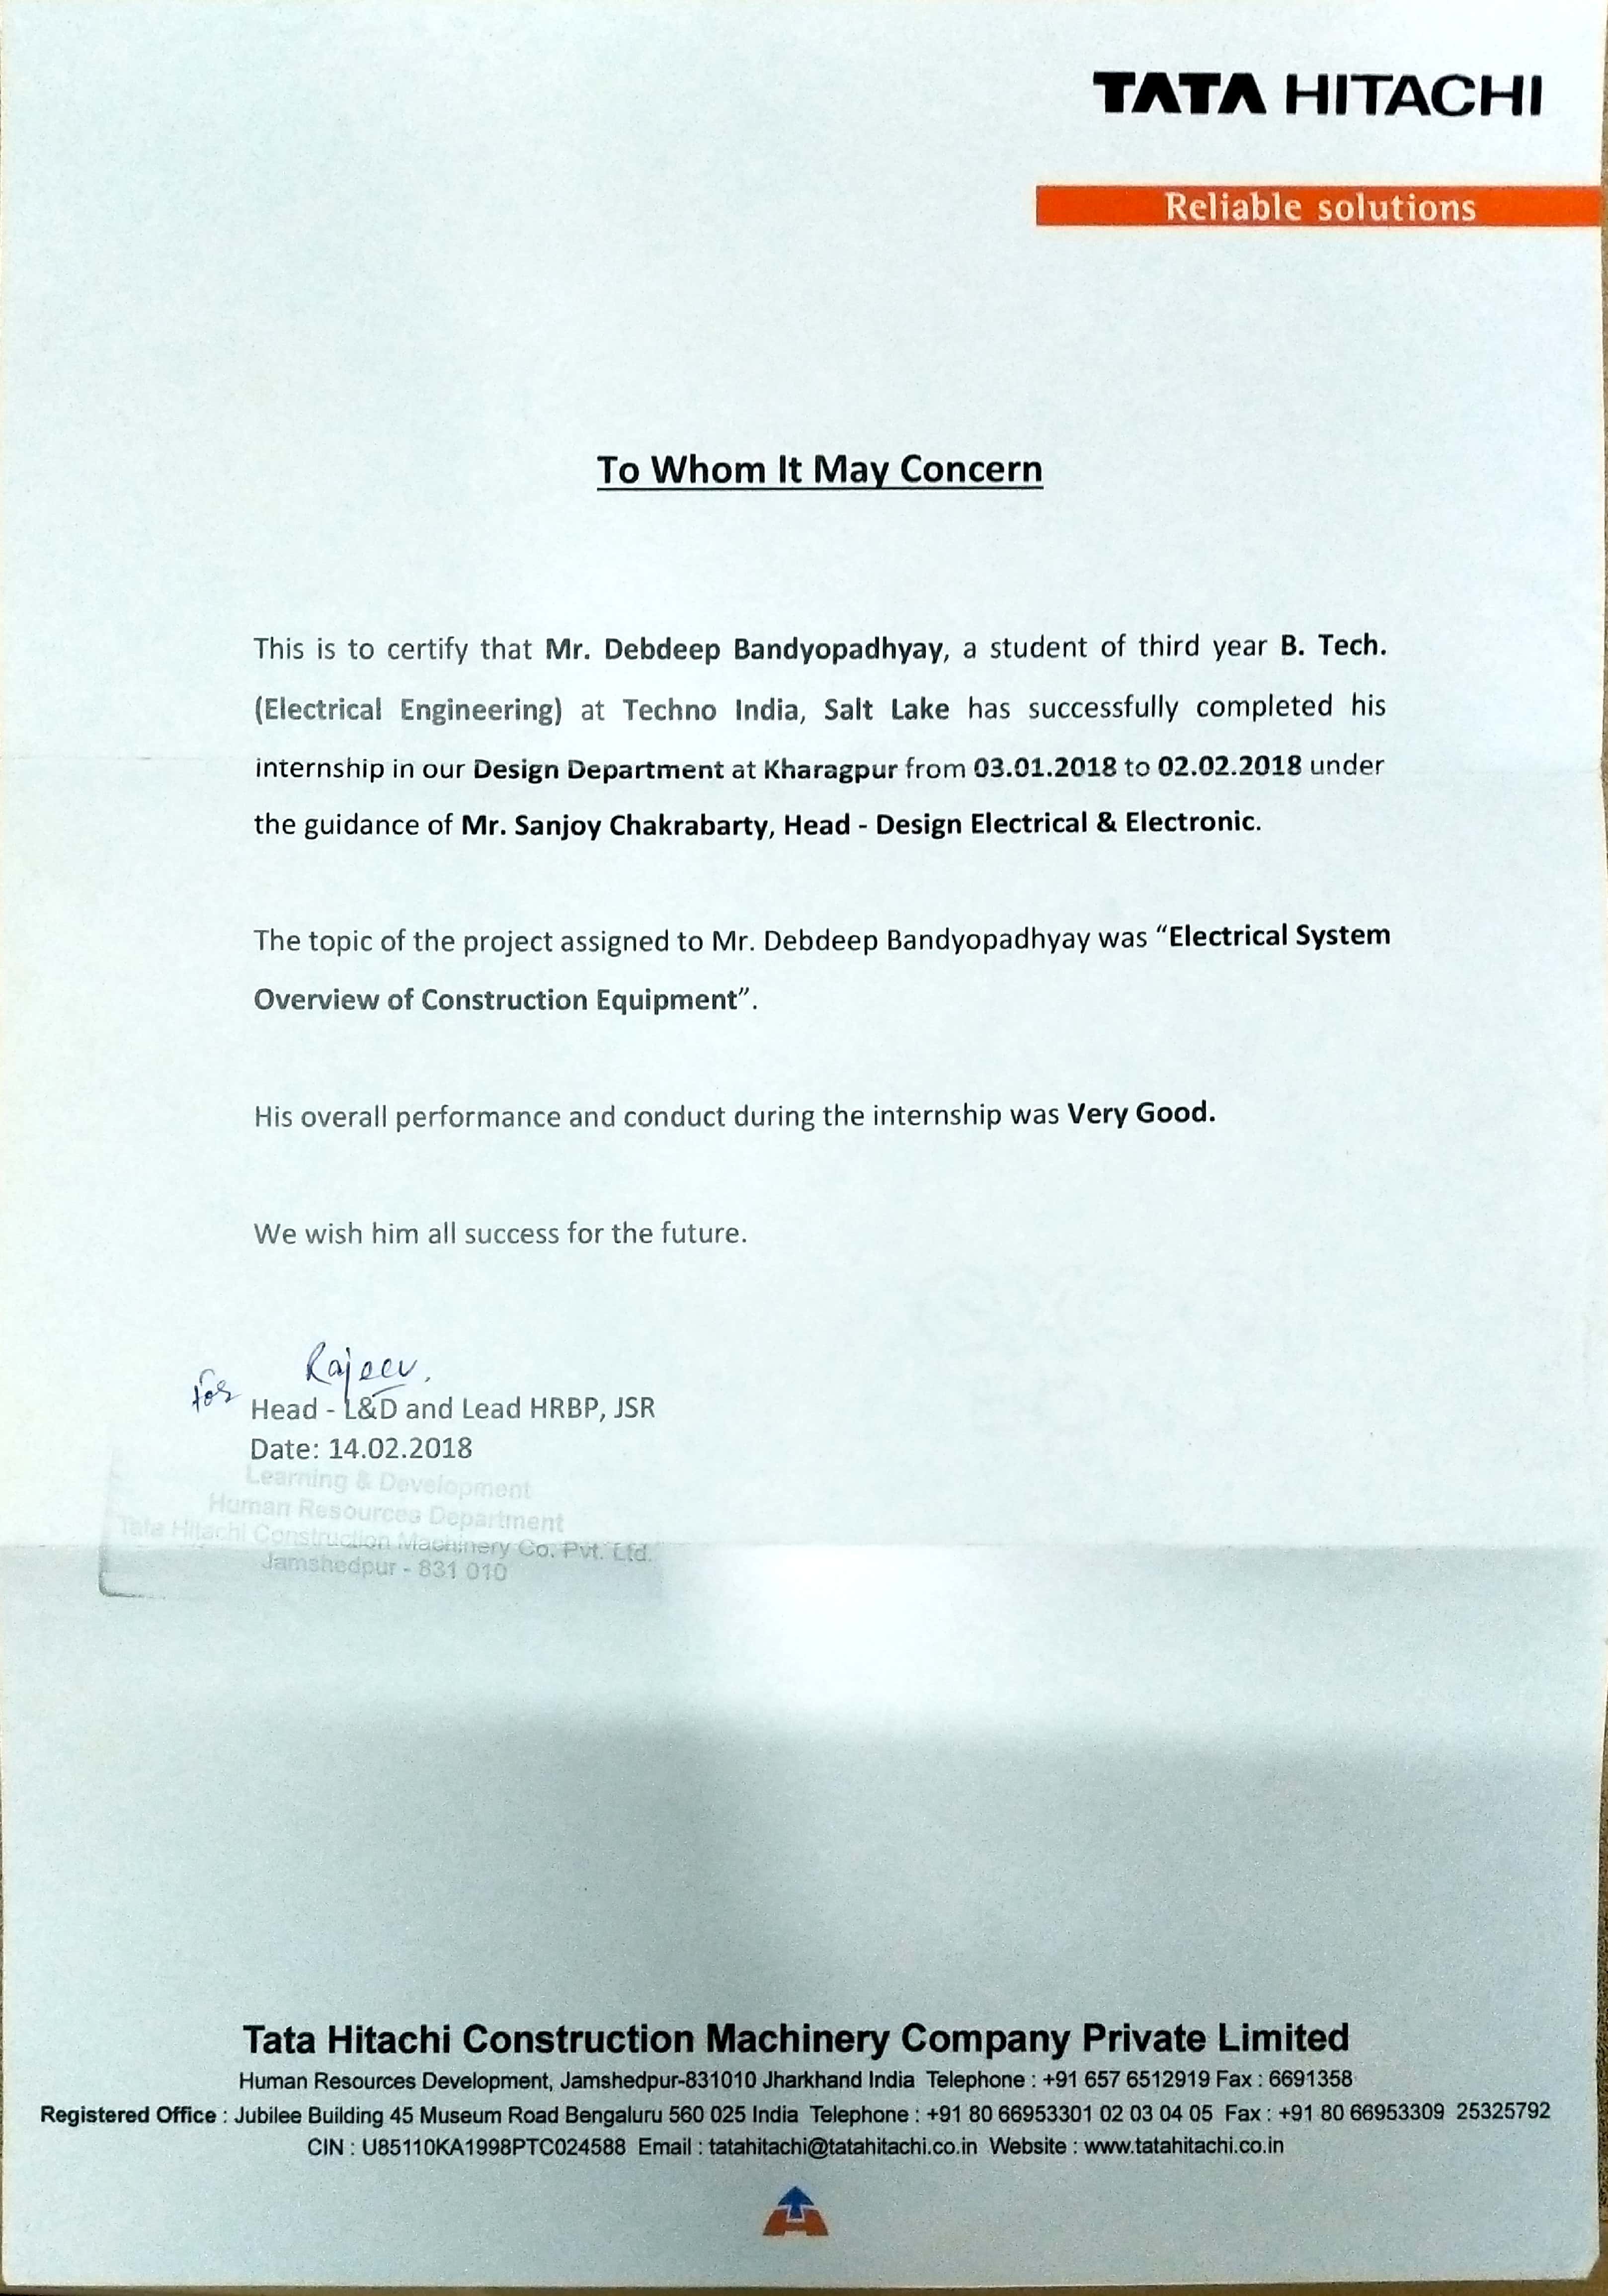 TATA HITACHI
Reliable solutions
To Whom It May Concern
This is to certify that Mr. Debdeep Bandyopadhyay, a student of third year B. Tech.
(Electrical Engineering) at Techno India, Salt Lake has successfully completed his
internship in our Design Department at Kharagpur from 03.01.2018 to 02.02.2018 under
the guidance of Mr. Sanjoy Chakrabarty, Head - Design Electrical & Electronic.
The topic of the project assigned to Mr. Debdeep Bandyopadhyay was “Electrical System
Overview of Construction Equipment”.
His overall performance and conduct during the internship was Very Good.
We wish him all success for the future.
Rajeev.
for Head - L&D and Lead HRBP, JSR
Date: 14.02.2018
Learning & Development
Human Resources Department
Tata Hitachi Construction Machinery Co. Pvt. Ltd.
Jamshedpur - 831 010
Tata Hitachi Construction Machinery Company Private Limited
Human Resources Development, Jamshedpur-831010 Jharkhand India Telephone : +91 657 6512919 Fax : 6691358
Registered Office : Jubilee Building 45 Museum Road Bengaluru 560 025 India Telephone : +91 80 66953301 02 03 04 05 Fax : +91 80 66953309 25325792
CIN : U85110KA1998PTC024588 Email : tatahitachi@tatahitachi.co.in Website : www.tatahitachi.co.in